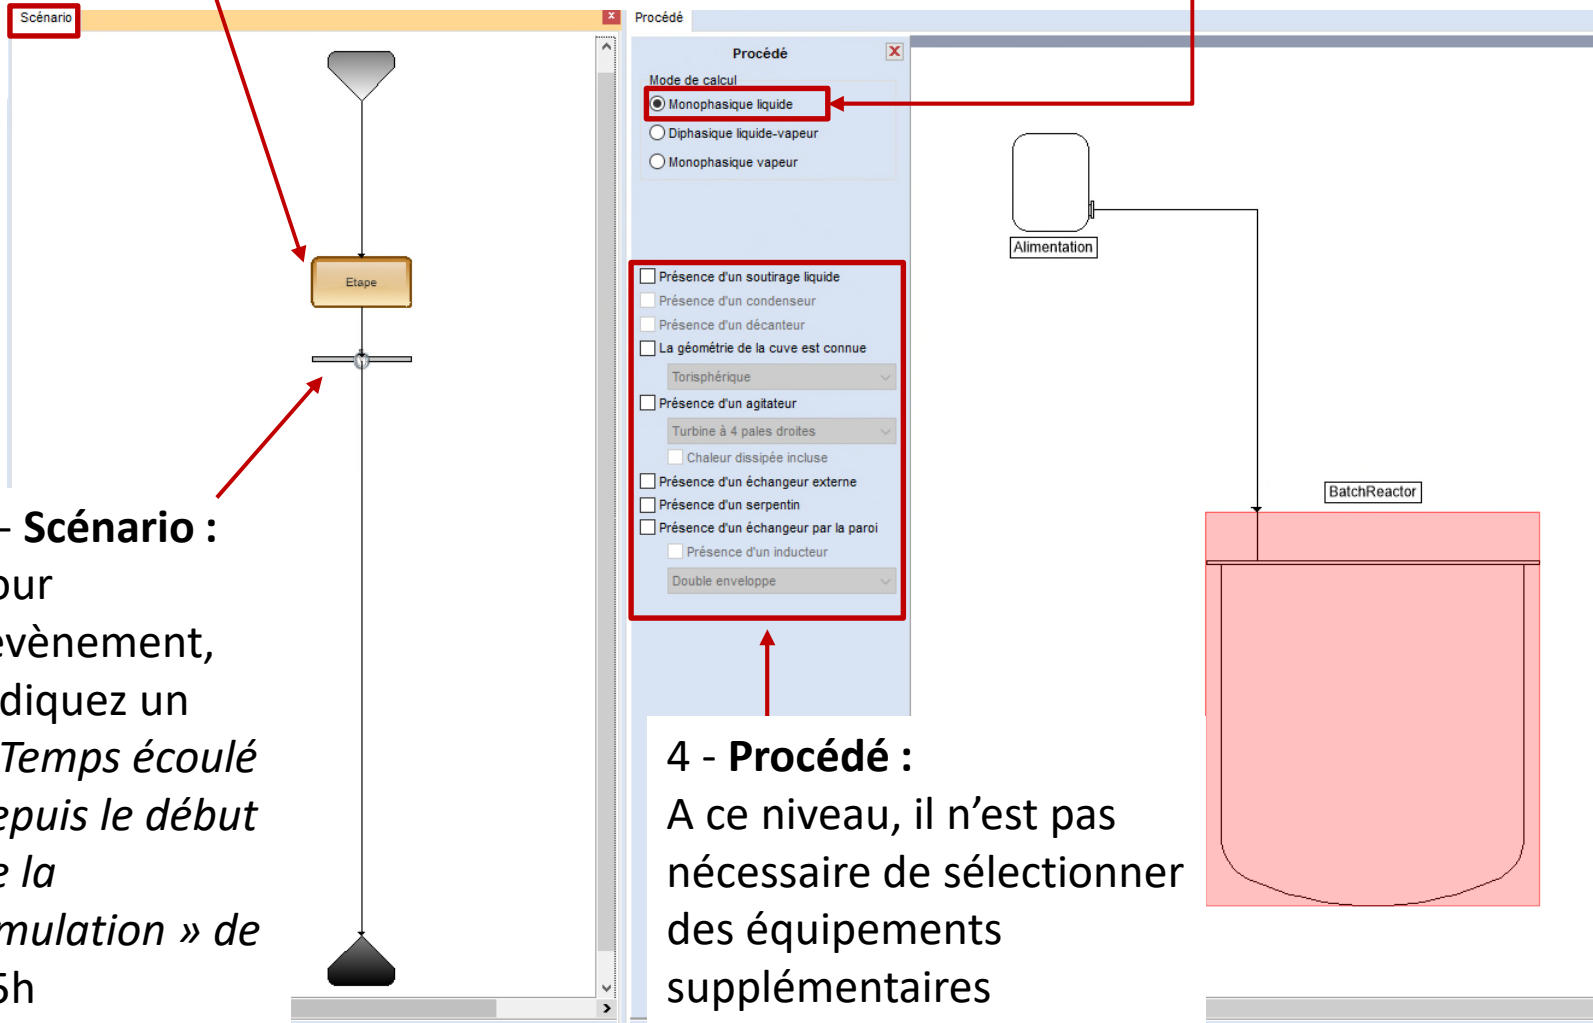 Scénario
Procédé
Procédé
Mode de calcul
Monophasique liquide
Diphasique liquide-vapeur
Monophasique vapeur
Présence d'un soutirage liquide
Présence d'un condenseur
Présence d'un décanteur
La géométrie de la cuve est connue
Torisphérique
Présence d'un agitateur
Turbine à 4 pales droites
Chaleur dissipée incluse
Présence d'un échangeur externe
Présence d'un serpentin
Présence d'un échangeur par la paroi
Présence d'un inducteur
Double enveloppe
Etape
Alimentation
BatchReactor
- Scénario :
our
evènement,
diquez un
Temps écoulé
epuis le début
e la
mulation » de
5h
4 - Procédé :
A ce niveau, il n’est pas
nécessaire de sélectionner
des équipements
supplémentaires